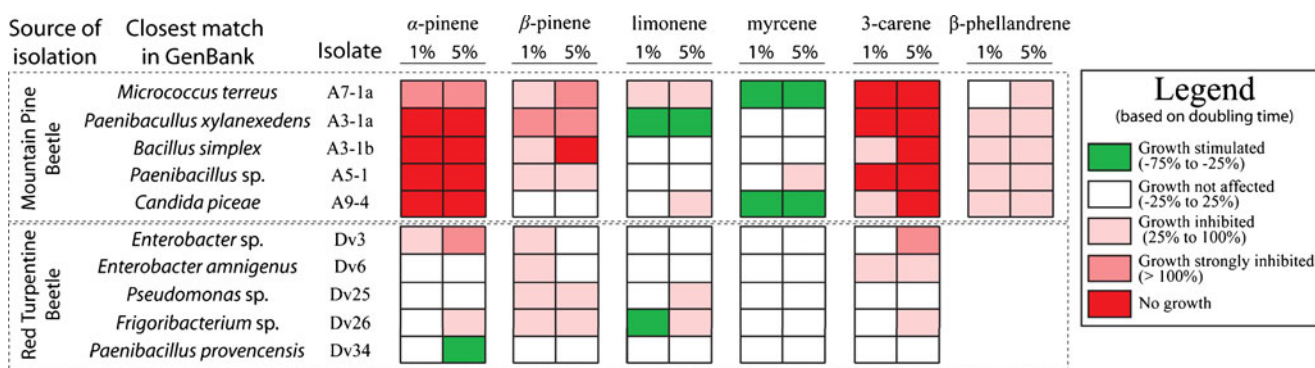 Source of isolation
Closest match in GenBank
Isolate
α-pinene
β-pinene
limonene
myrcene
3-carene
β-phellandrene
1% 5% 1% 5% 1% 5% 1% 5% 1% 5% 1% 5%
Mountain Pine Beetle
Micrococcus terreus A7-1a
Paenibacullus xylanexedens A3-1a
Bacillus simplex A3-1b
Paenibacillus sp. A5-1
Candida piceae A9-4
Red Turpentine Beetle
Enterobacter sp. Dv3
Enterobacter amnigenus Dv6
Pseudomonas sp. Dv25
Frigoribacterium sp. Dv26
Paenibacillus provencensis Dv34
Legend
(based on doubling time)
Growth stimulated
(-75% to -25%)
Growth not affected
(-25% to 25%)
Growth inhibited
(25% to 100%)
Growth strongly inhibited
(> 100%)
No growth